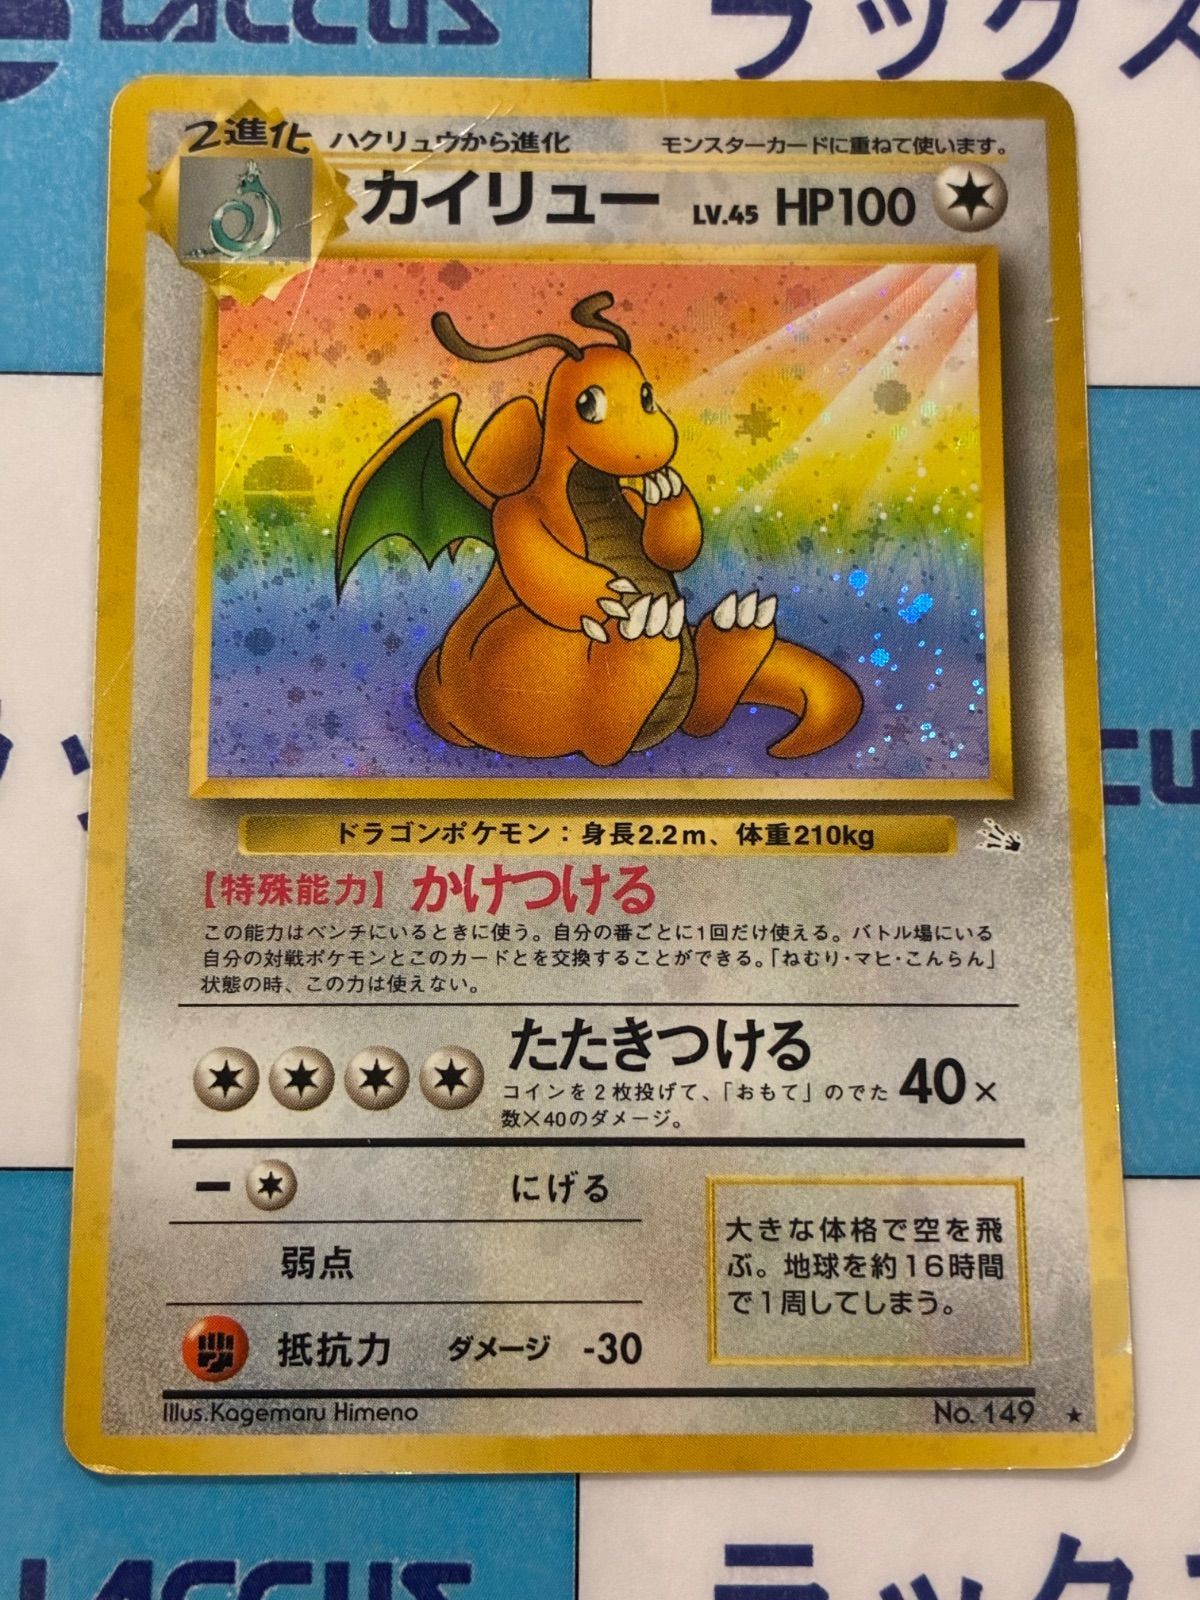 LACCUS
ラックス
2進化 ハクリュウから進化 モンスターカードに重ねて使います。
カイリュー LV.45 HP100
ドラゴンポケモン：身長2.2m、体重210kg
【特殊能力】かけつける
この能力はベンチにいるときに使う。自分の番ごとに1回だけ使える。バトル場にいる
自分の対戦ポケモンとこのカードとを交換することができる。「ねむり・マヒ・こんらん」
状態の時、この力は使えない。
たたきつける
コインを2枚投げて、「おもて」のでた
数×40のダメージ。
40×
にげる
弱点
抵抗力 ダメージ -30
大きな体格で空を飛
ぶ。地球を約16時間
で1周してしまう。
Illus.Kagemaru Himeno
No. 149 ★
LACCUS
ラックス